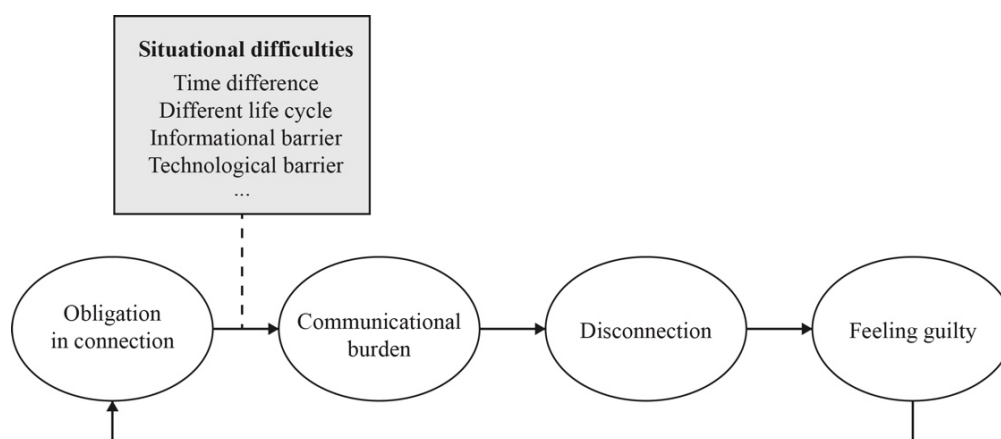 Situational difficulties
Time difference
Different life cycle
Informational barrier
Technological barrier
...
Obligation
in connection
Communicational
burden
Disconnection
Feeling guilty